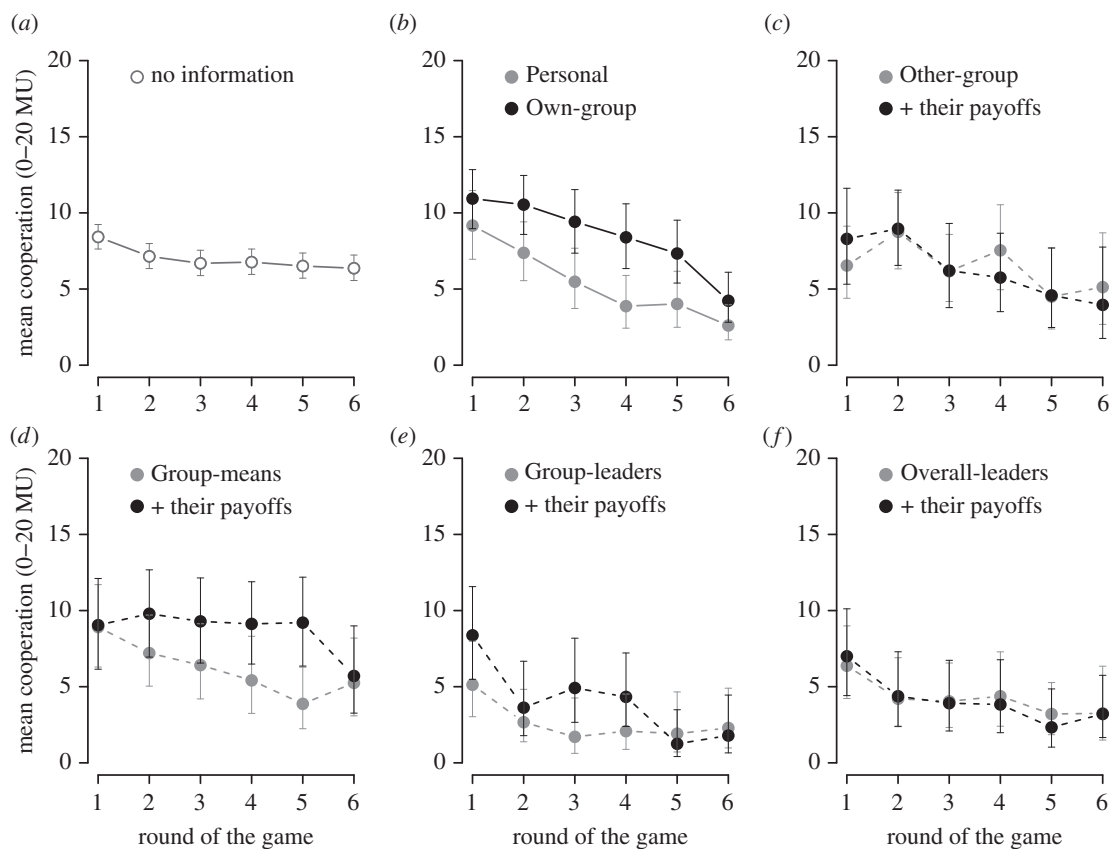 (a)
20
15
10
5
0
mean cooperation (0–20 MU)
no information
1 2 3 4 5 6
(b)
20
15
10
5
0
Personal
Own-group
1 2 3 4 5 6
(c)
20
15
10
5
0
Other-group
+ their payoffs
1 2 3 4 5 6
(d)
20
15
10
5
0
mean cooperation (0–20 MU)
Group-means
+ their payoffs
1 2 3 4 5 6
round of the game
(e)
20
15
10
5
0
Group-leaders
+ their payoffs
1 2 3 4 5 6
round of the game
(f)
20
15
10
5
0
Overall-leaders
+ their payoffs
1 2 3 4 5 6
round of the game